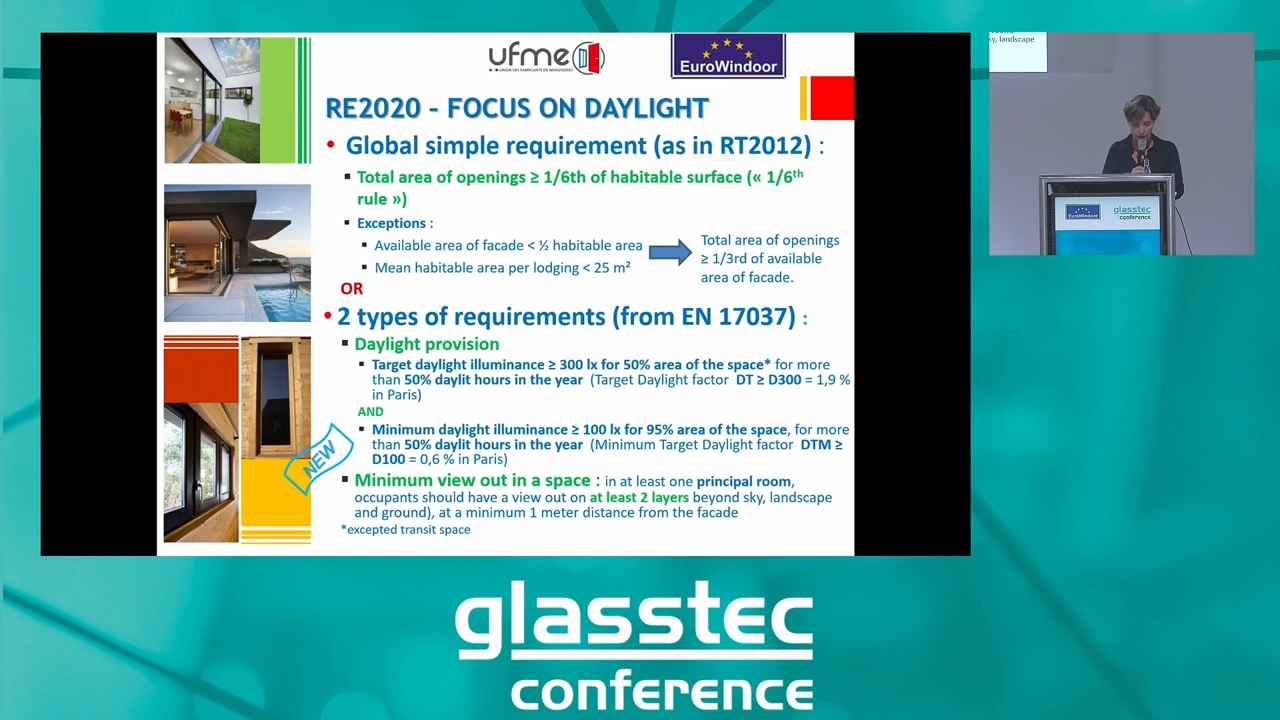 ufme
UNION DES FABRICANTS DE MENUISERIES
EuroWindoor
RE2020 - FOCUS ON DAYLIGHT
• Global simple requirement (as in RT2012) :
▪ Total area of openings ≥ 1/6th of habitable surface (« 1/6th
rule »)
▪ Exceptions :
▪ Available area of facade < ½ habitable area
▪ Mean habitable area per lodging < 25 m²
Total area of openings
≥ 1/3rd of available
area of facade.
OR
• 2 types of requirements (from EN 17037) :
▪ Daylight provision
▪ Target daylight illuminance ≥ 300 lx for 50% area of the space* for more
than 50% daylit hours in the year (Target Daylight factor DT ≥ D300 = 1,9 %
in Paris)
AND
▪ Minimum daylight illuminance ≥ 100 lx for 95% area of the space, for more
than 50% daylit hours in the year (Minimum Target Daylight factor DTM ≥
D100 = 0,6 % in Paris)
NEW
▪ Minimum view out in a space : in at least one principal room,
occupants should have a view out on at least 2 layers beyond sky, landscape
and ground), at a minimum 1 meter distance from the facade
*excepted transit space
ky, landscape
EuroWindoor
glasstec
conference
glasstec
conference